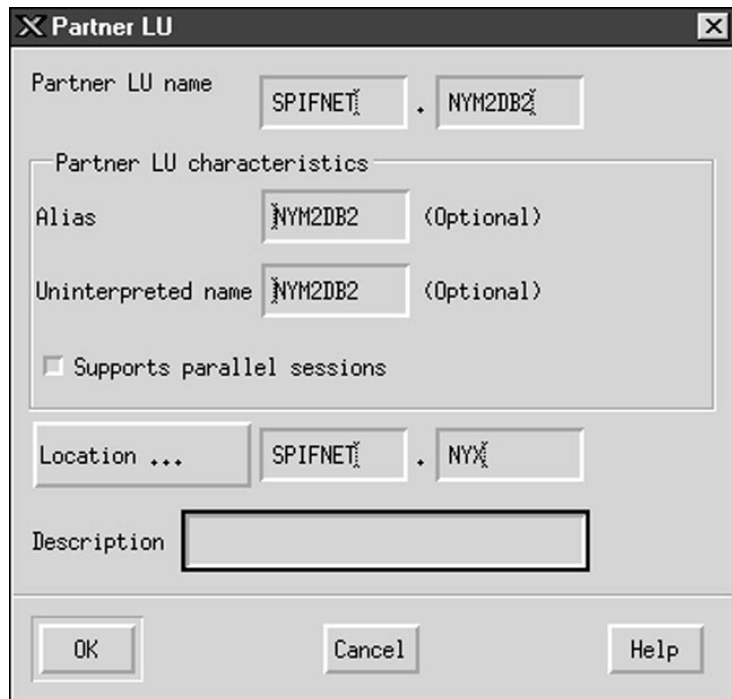 Partner LU
Partner LU name SPIFNET . NYM2DB2
Partner LU characteristics
Alias NYM2DB2 (Optional)
Uninterpreted name NYM2DB2 (Optional)
Supports parallel sessions
Location ... SPIFNET . NYX
Description
OK Cancel Help